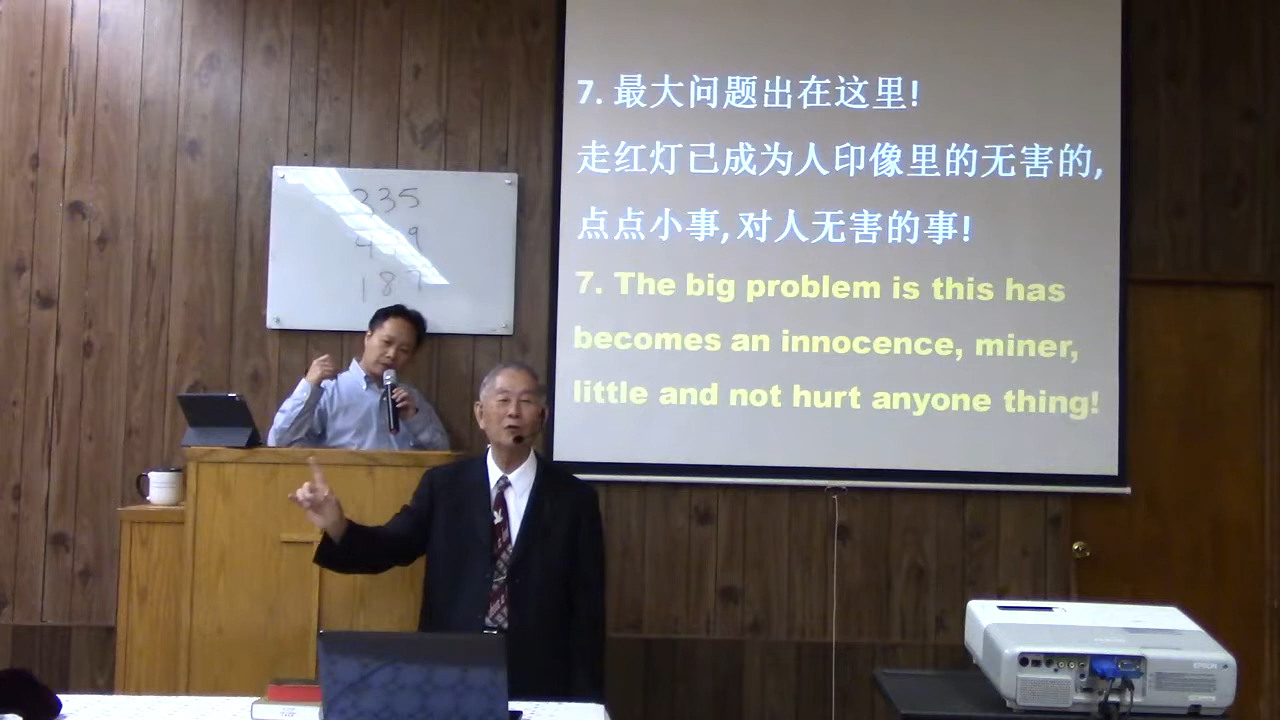 335
187
7. 最大问题出在这里!
走红灯已成为人印像里的无害的,
点点小事, 对人无害的事!
7. The big problem is this has
becomes an innocence, miner,
little and not hurt anyone thing!
EPSON